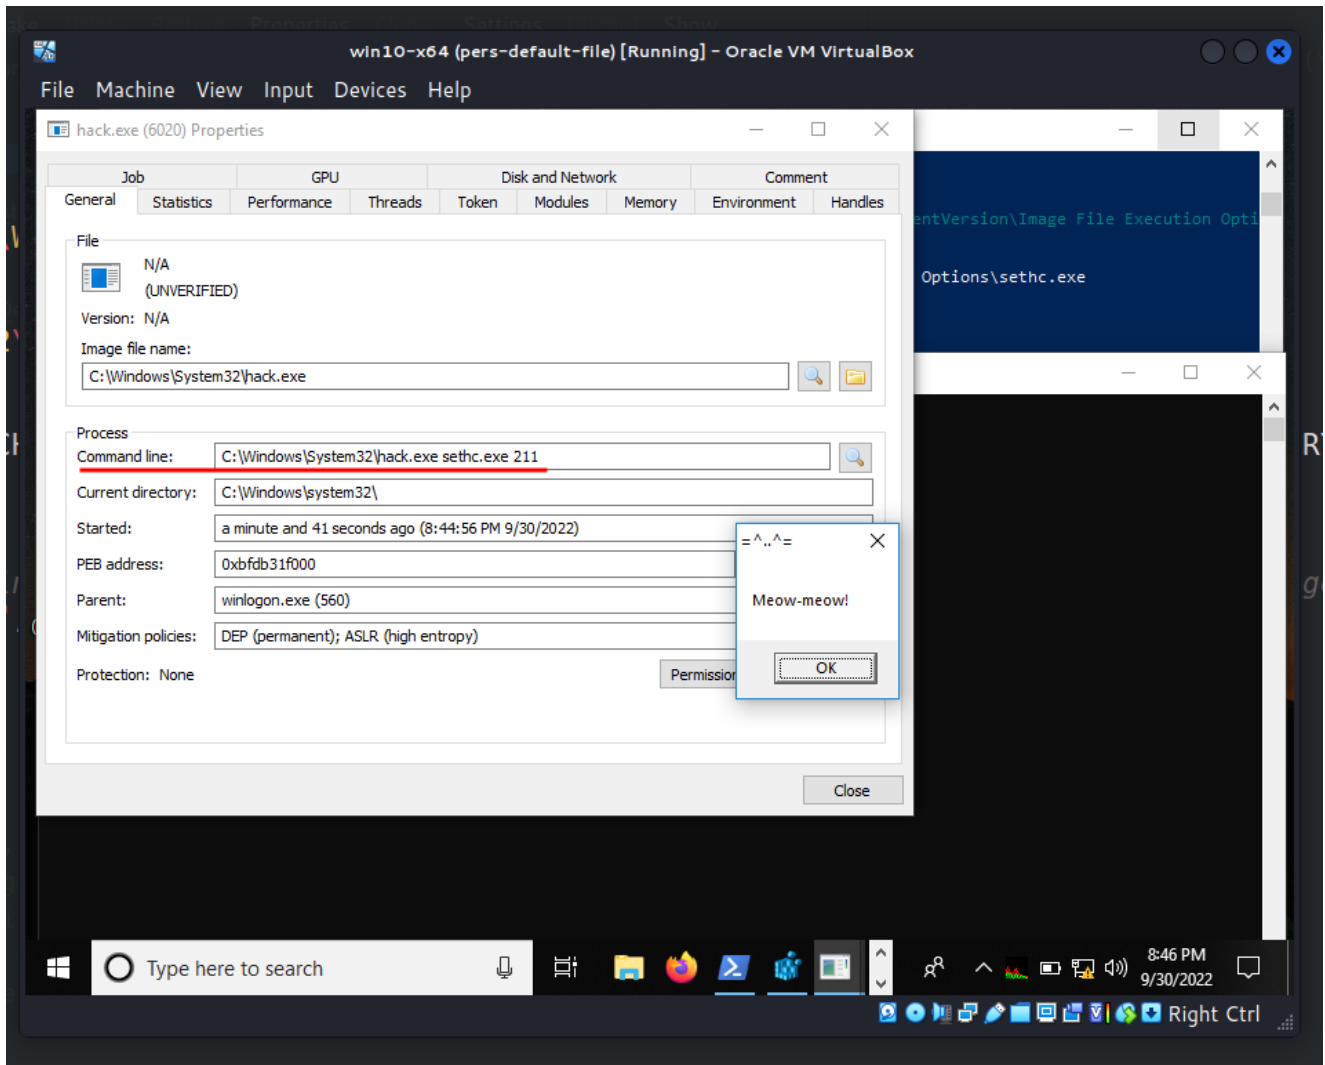 win10-x64 (pers-default-file) [Running] - Oracle VM VirtualBox
File Machine View Input Devices Help
hack.exe (6020) Properties
Job GPU Disk and Network Comment
General Statistics Performance Threads Token Modules Memory Environment Handles
File
N/A
(UNVERIFIED)
Version: N/A
Image file name:
C:\Windows\System32\hack.exe
Process
Command line: C:\Windows\System32\hack.exe sethc.exe 211
Current directory: C:\Windows\system32\
Started: a minute and 41 seconds ago (8:44:56 PM 9/30/2022)
PEB address: 0xbfdb31f000
Parent: winlogon.exe (560)
Mitigation policies: DEP (permanent); ASLR (high entropy)
Protection: None
Permission
Close
entVersion\Image File Execution Opti
Options\sethc.exe
=^..^=
Meow-meow!
OK
Type here to search
8:46 PM
9/30/2022
Right Ctrl